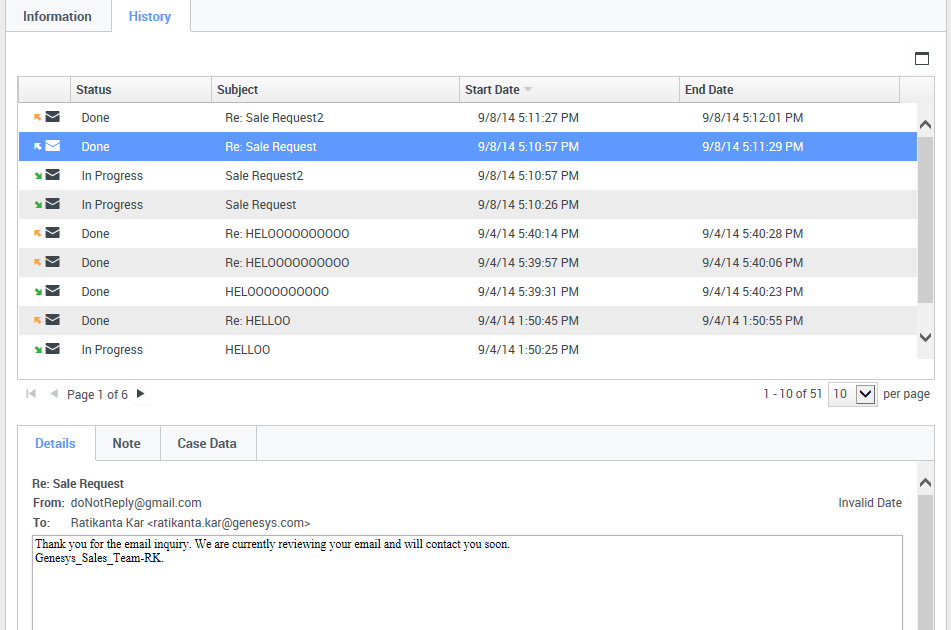 Information History
Status Subject Start Date End Date
Done Re: Sale Request2 9/8/14 5:11:27 PM 9/8/14 5:12:01 PM
Done Re: Sale Request 9/8/14 5:10:57 PM 9/8/14 5:11:29 PM
In Progress Sale Request2 9/8/14 5:10:57 PM
In Progress Sale Request 9/8/14 5:10:26 PM
Done Re: HELOOOOOOOOOO 9/4/14 5:40:14 PM 9/4/14 5:40:28 PM
Done Re: HELOOOOOOOOOO 9/4/14 5:39:57 PM 9/4/14 5:40:06 PM
Done HELOOOOOOOOOO 9/4/14 5:39:31 PM 9/4/14 5:40:23 PM
Done Re: HELLOO 9/4/14 1:50:45 PM 9/4/14 1:50:55 PM
In Progress HELLOO 9/4/14 1:50:25 PM
Page 1 of 6 1 - 10 of 51 10 per page
Details Note Case Data
Re: Sale Request
From: doNotReply@gmail.com Invalid Date
To: Ratikanta Kar <ratikanta.kar@genesys.com>
Thank you for the email inquiry. We are currently reviewing your email and will contact you soon.
Genesys_Sales_Team-RK.